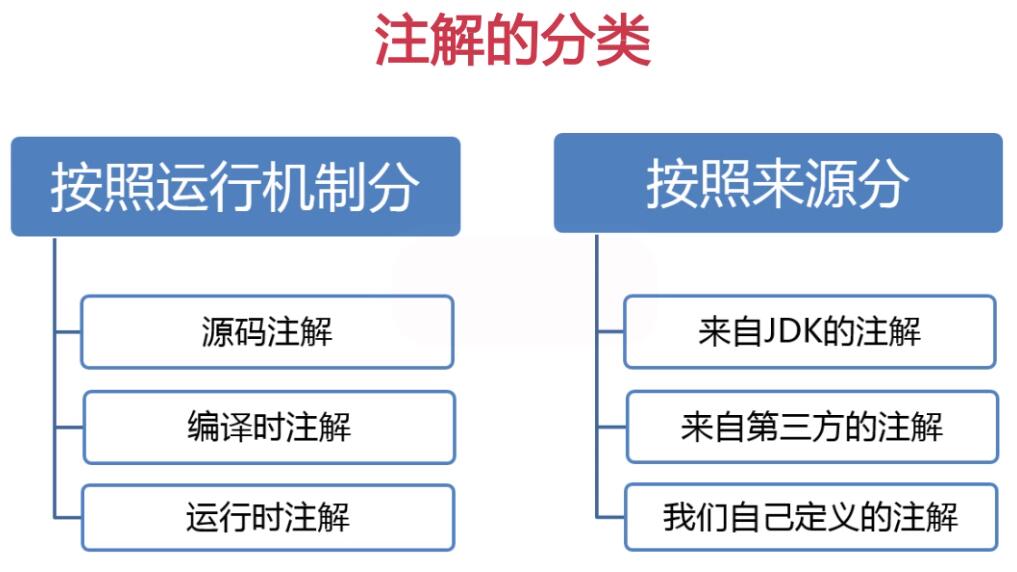 注解的分类
按照运行机制分
源码注解
编译时注解
运行时注解
按照来源分
来自JDK的注解
来自第三方的注解
我们自己定义的注解